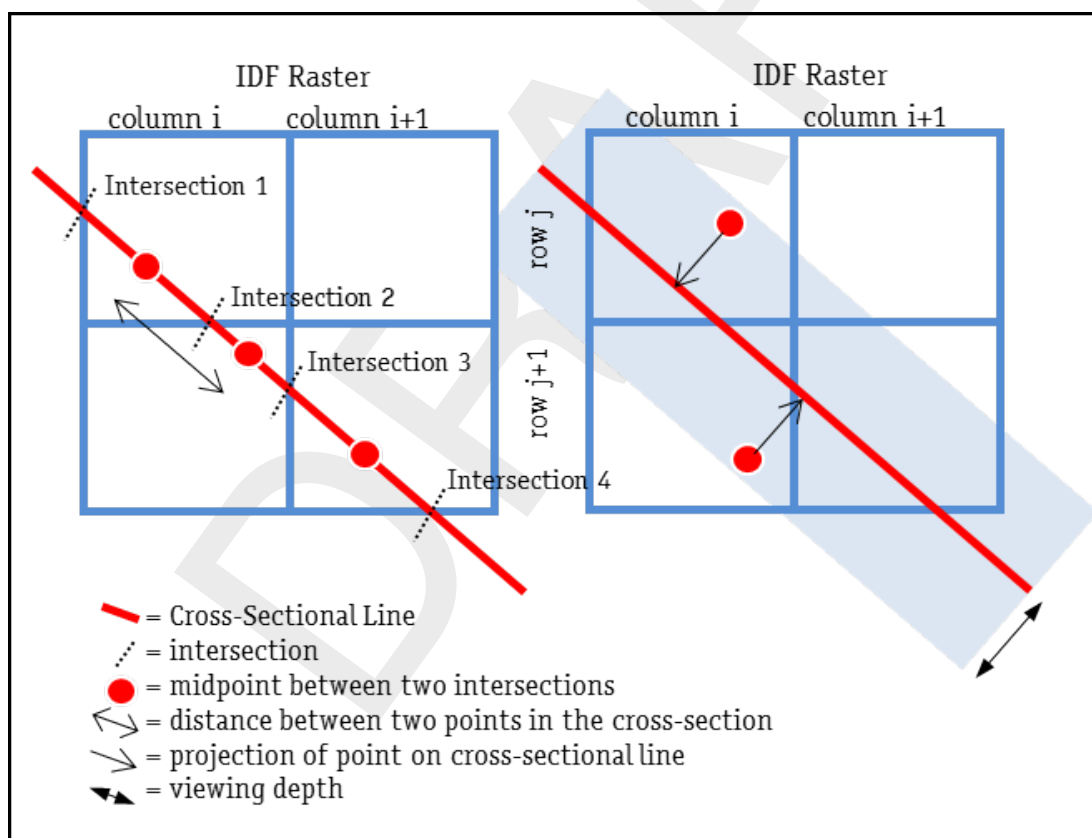 IDF Raster
column i column i+1
Intersection 1
Intersection 2
Intersection 3
Intersection 4
IDF Raster
column i column i+1
row j
row j+1
= Cross-Sectional Line
= intersection
= midpoint between two intersections
= distance between two points in the cross-section
= projection of point on cross-sectional line
= viewing depth
DRAF